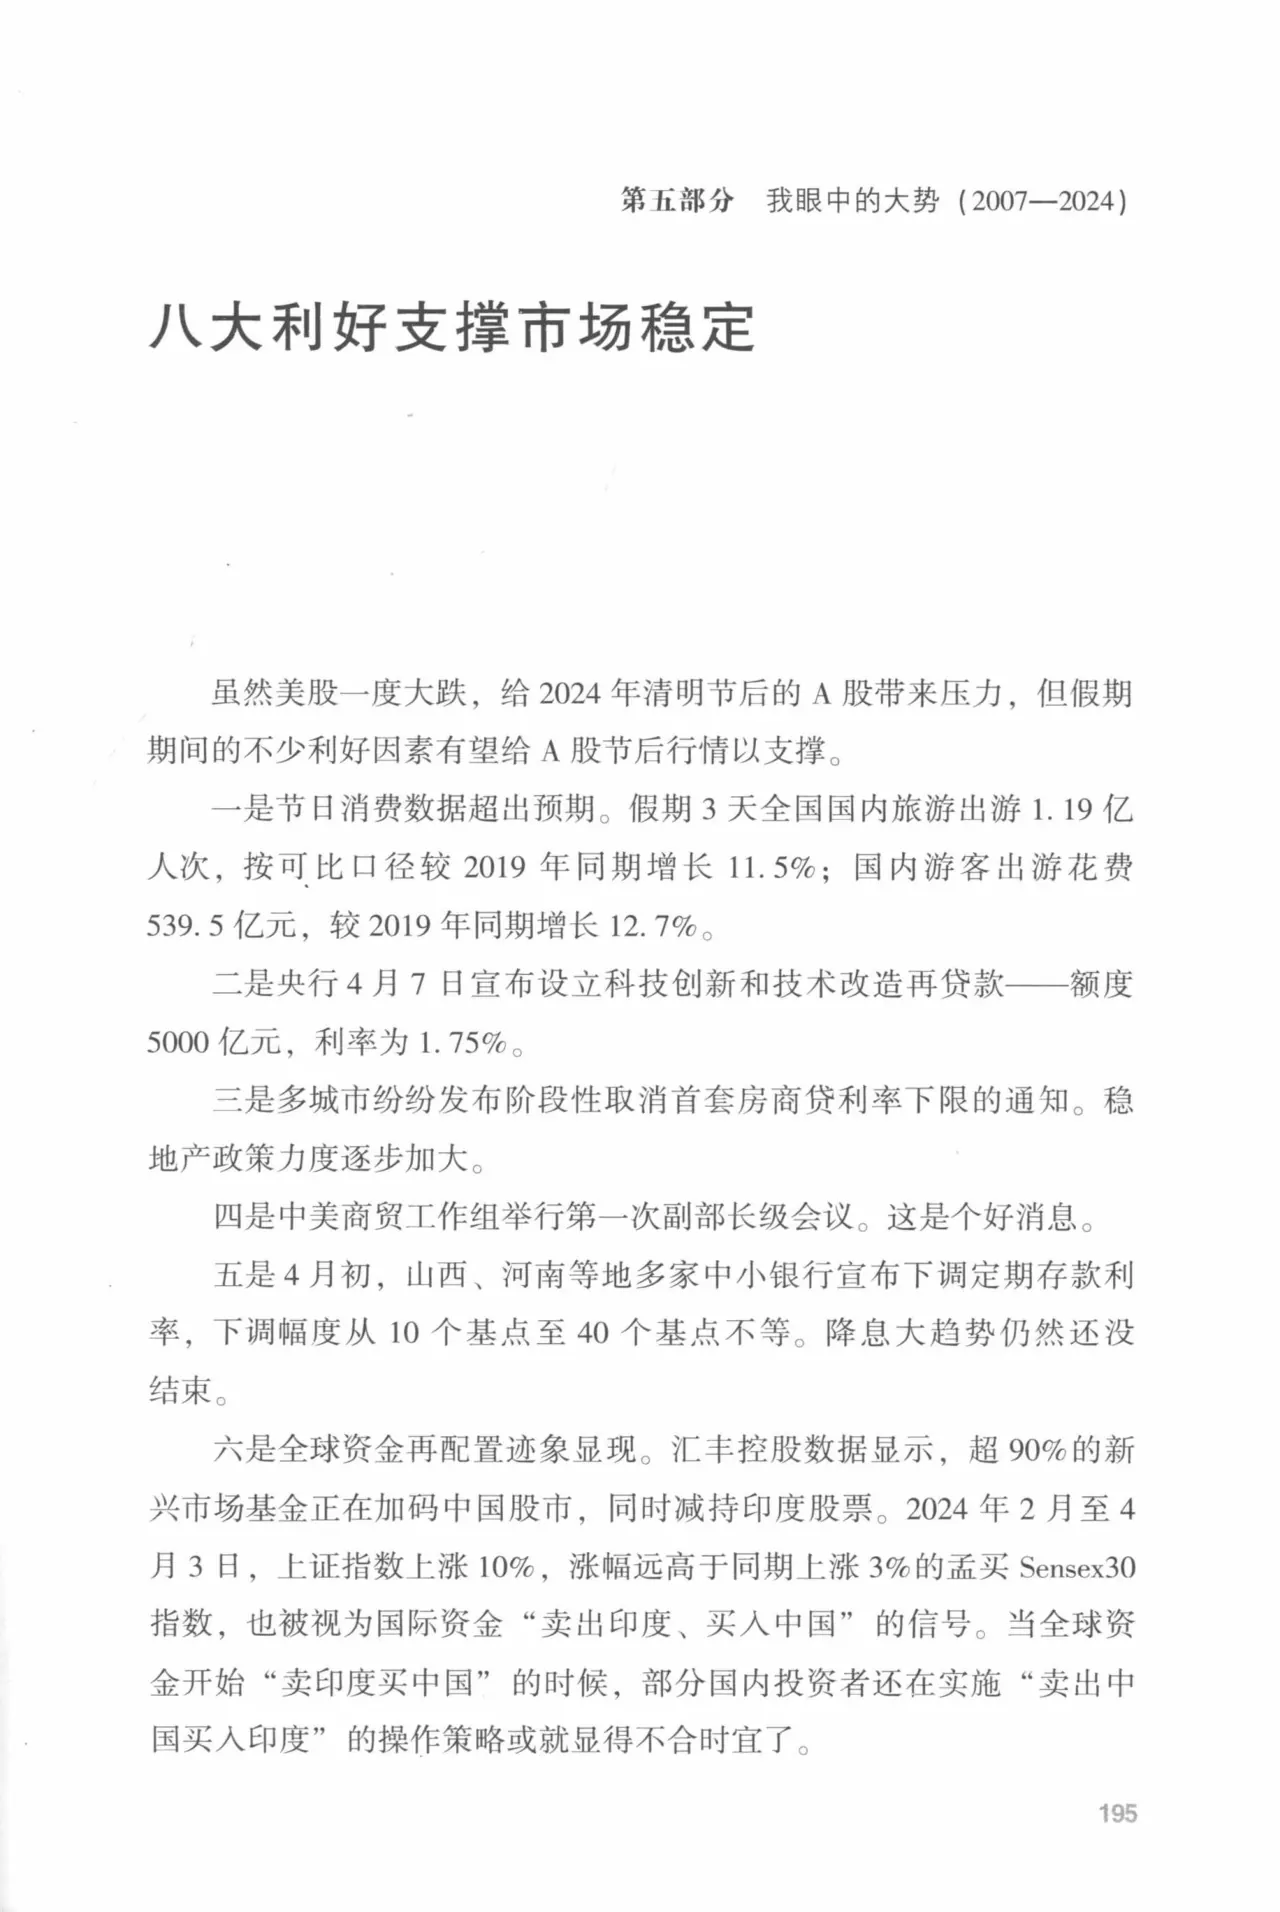 第五部分 我眼中的大势（2007—2024）
八大利好支撑市场稳定
虽然美股一度大跌，给 2024 年清明节后的 A 股带来压力，但假期
期间的不少利好因素有望给 A 股节后行情以支撑。
一是节日消费数据超出预期。假期 3 天全国国内旅游出游 1.19 亿
人次，按可比口径较 2019 年同期增长 11.5%；国内游客出游花费
539.5 亿元，较 2019 年同期增长 12.7%。
二是央行 4 月 7 日宣布设立科技创新和技术改造再贷款——额度
5000 亿元，利率为 1.75%。
三是多城市纷纷发布阶段性取消首套房商贷利率下限的通知。稳
地产政策力度逐步加大。
四是中美商贸工作组举行第一次副部长级会议。这是个好消息。
五是 4 月初，山西、河南等地多家中小银行宣布下调定期存款利
率，下调幅度从 10 个基点至 40 个基点不等。降息大趋势仍然还没
结束。
六是全球资金再配置迹象显现。汇丰控股数据显示，超 90%的新
兴市场基金正在加码中国股市，同时减持印度股票。2024 年 2 月至 4
月 3 日，上证指数上涨 10%，涨幅远高于同期上涨 3%的孟买 Sensex30
指数，也被视为国际资金“卖出印度、买入中国”的信号。当全球资
金开始“卖印度买中国”的时候，部分国内投资者还在实施“卖出中
国买入印度”的操作策略或就显得不合时宜了。
195